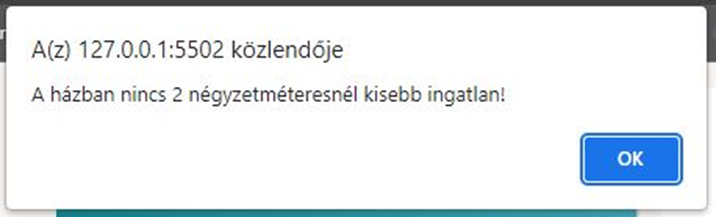 A(z) 127.0.0.1:5502 közlendője
A házban nincs 2 négyzetméteresnél kisebb ingatlan!
OK